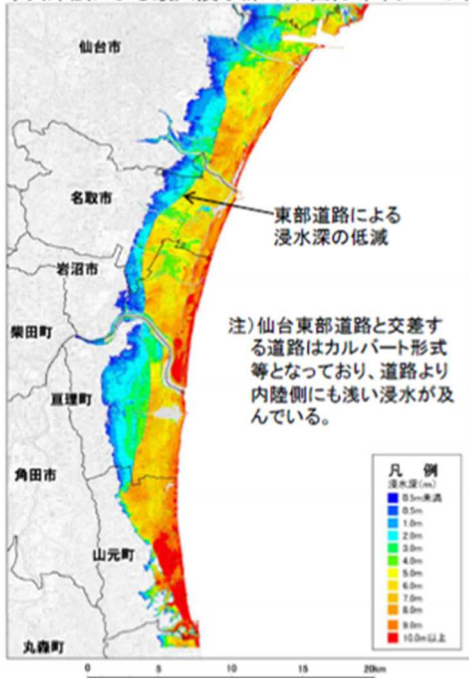 仙台市
名取市
東部道路による
浸水深の低減
岩沼市
柴田町
注)仙台東部道路と交差す
る道路はカルバート形式
等となっており、道路より
内陸側にも浅い浸水が及
んでいる。
亘理町
角田市
山元町
丸森町
凡 例
浸水深(m)
0.5m未満
0.5m
1.0m
2.0m
3.0m
4.0m
5.0m
6.0m
7.0m
8.0m
9.0m
10.0m以上
0 5 10 15 20km